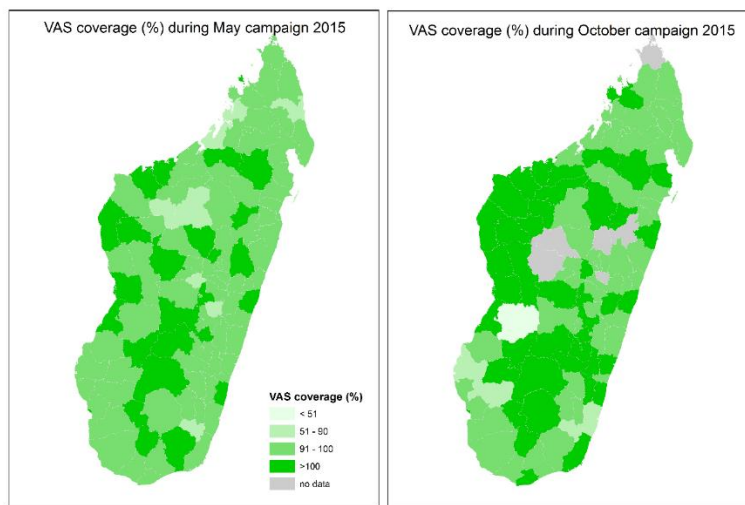 VAS coverage (%) during May campaign 2015
VAS coverage (%) during October campaign 2015
VAS coverage (%)
< 51
51 - 90
91 - 100
>100
no data